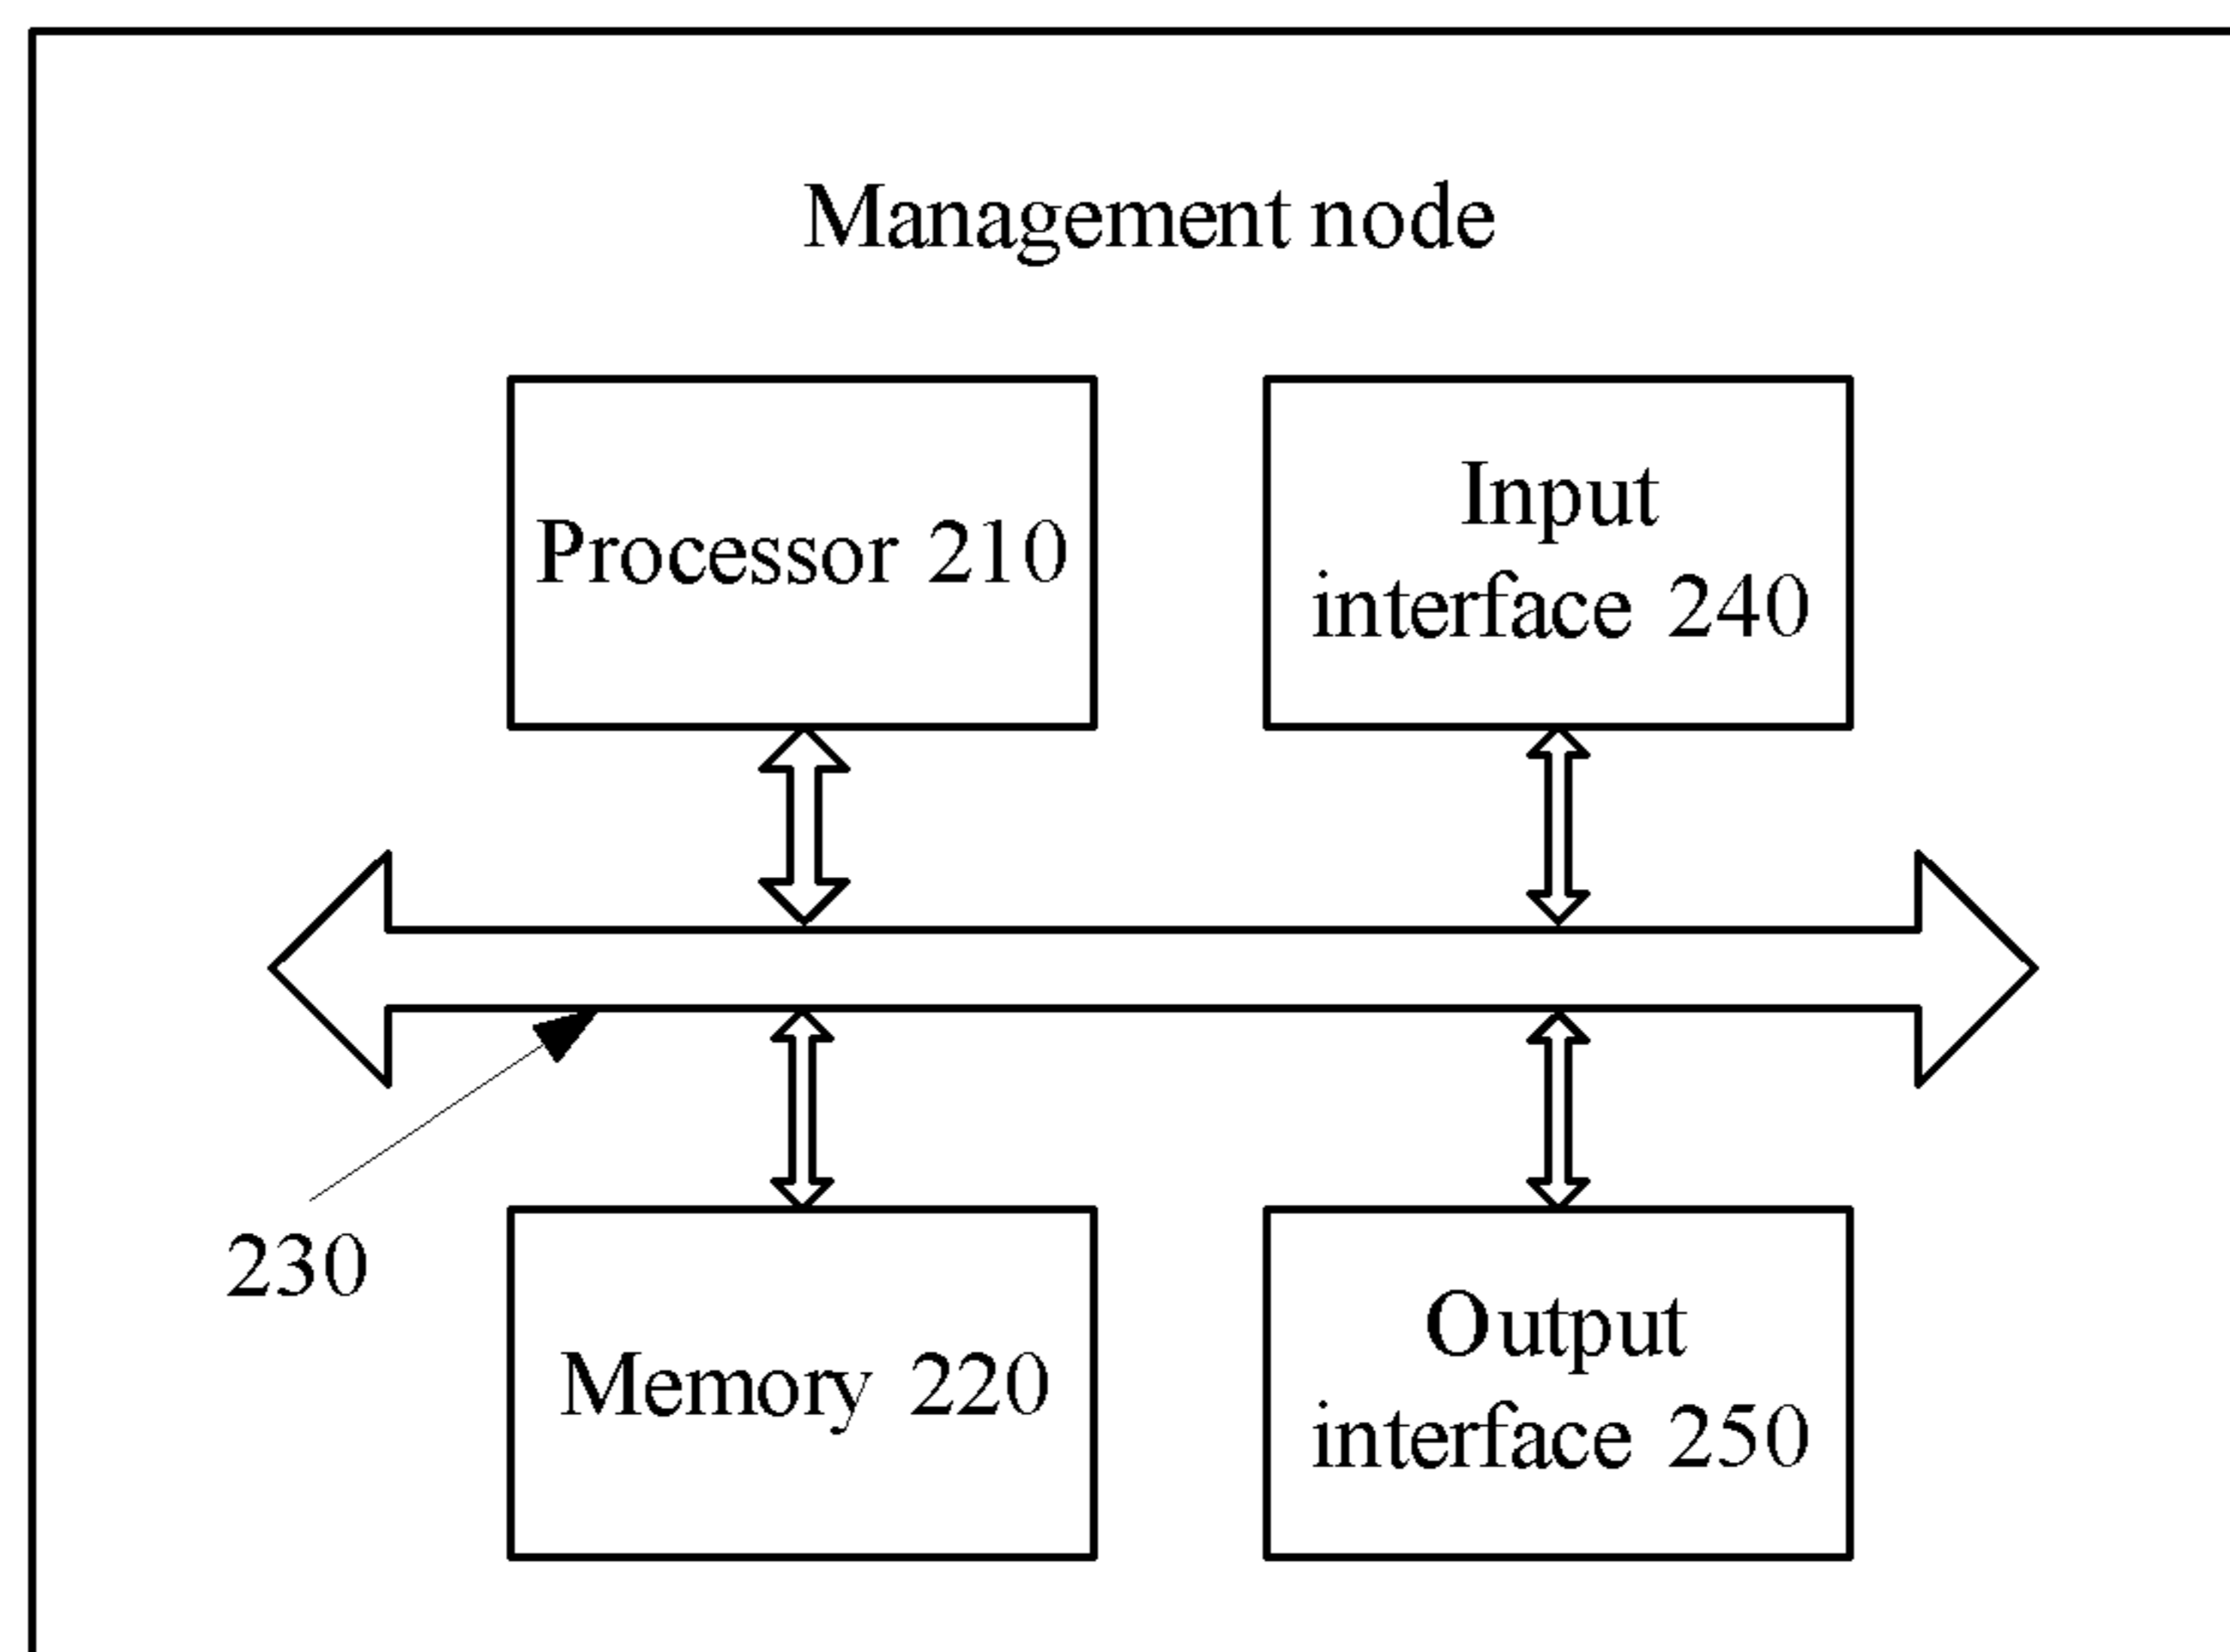 Management node
Processor 210
Input
interface 240
230
Memory 220
Output
interface 250